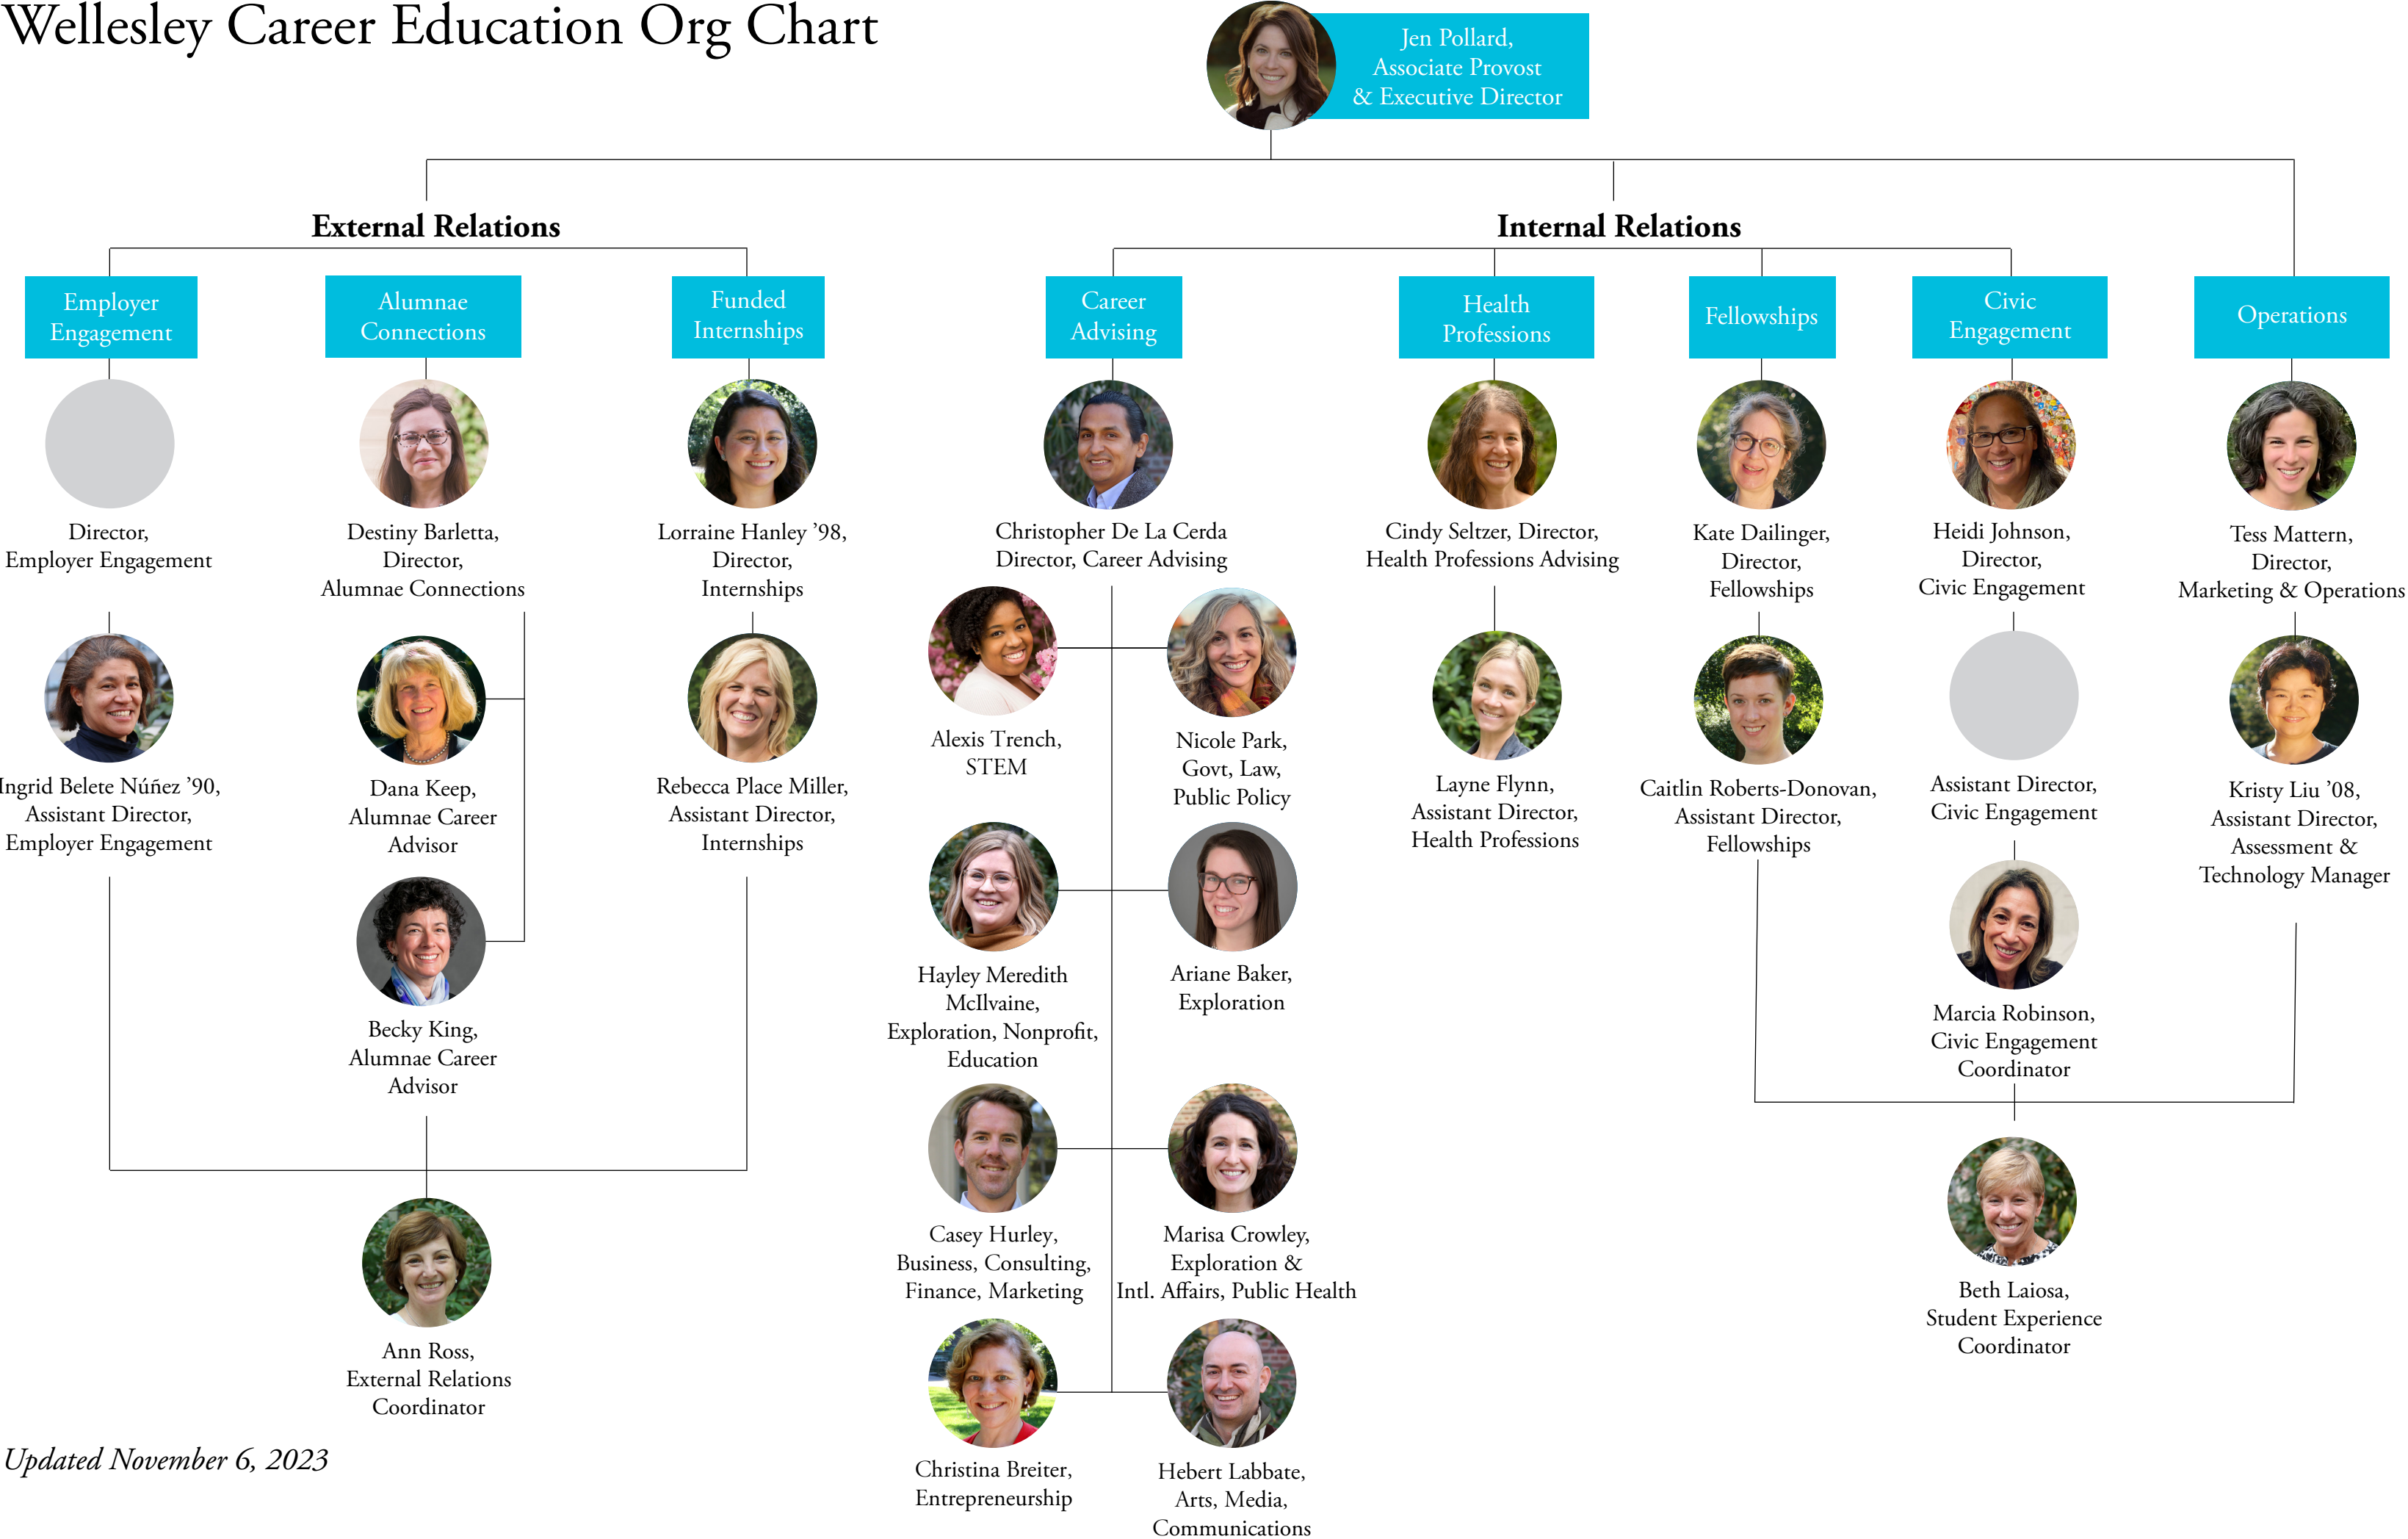 Wellesley Career Education Org Chart
Jen Pollard,
Associate Provost
& Executive Director
External Relations
Internal Relations
Employer
Engagement
Alumnae
Connections
Funded
Internships
Career
Advising
Health
Professions
Fellowships
Civic
Engagement
Operations
Director,
Employer Engagement
Destiny Barletta,
Director,
Alumnae Connections
Lorraine Hanley ’98,
Director,
Internships
Christopher De La Cerda
Director, Career Advising
Cindy Seltzer, Director,
Health Professions Advising
Kate Dailinger,
Director,
Fellowships
Heidi Johnson,
Director,
Civic Engagement
Tess Mattern,
Director,
Marketing & Operations
Ingrid Belete Núñez ’90,
Assistant Director,
Employer Engagement
Dana Keep,
Alumnae Career
Advisor
Becky King,
Alumnae Career
Advisor
Rebecca Place Miller,
Assistant Director,
Internships
Ann Ross,
External Relations
Coordinator
Alexis Trench,
STEM
Nicole Park,
Govt, Law,
Public Policy
Hayley Meredith
McIlvaine,
Exploration, Nonprofit,
Education
Ariane Baker,
Exploration
Casey Hurley,
Business, Consulting,
Finance, Marketing
Marisa Crowley,
Exploration &
Intl. Affairs, Public Health
Christina Breiter,
Entrepreneurship
Hebert Labbate,
Arts, Media,
Communications
Layne Flynn,
Assistant Director,
Health Professions
Caitlin Roberts-Donovan,
Assistant Director,
Fellowships
Assistant Director,
Civic Engagement
Marcia Robinson,
Civic Engagement
Coordinator
Kristy Liu ’08,
Assistant Director,
Assessment &
Technology Manager
Beth Laiosa,
Student Experience
Coordinator
Updated November 6, 2023